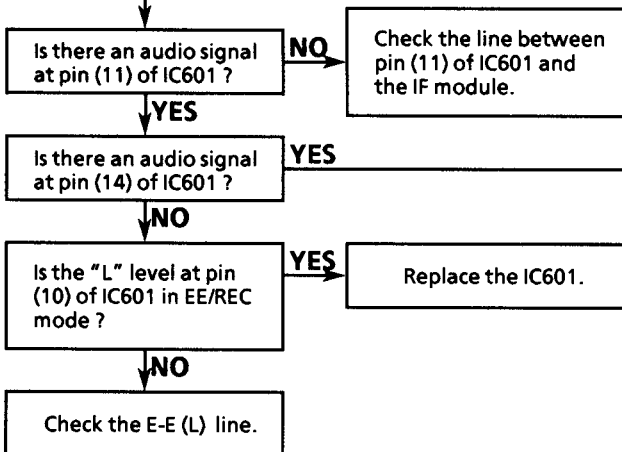 Is there an audio signal
at pin (11) of IC601 ?
NO
Check the line between
pin (11) of IC601 and
the IF module.
YES
Is there an audio signal
at pin (14) of IC601 ?
YES
NO
Is the "L" level at pin
(10) of IC601 in EE/REC
mode ?
YES
Replace the IC601.
NO
Check the E-E (L) line.